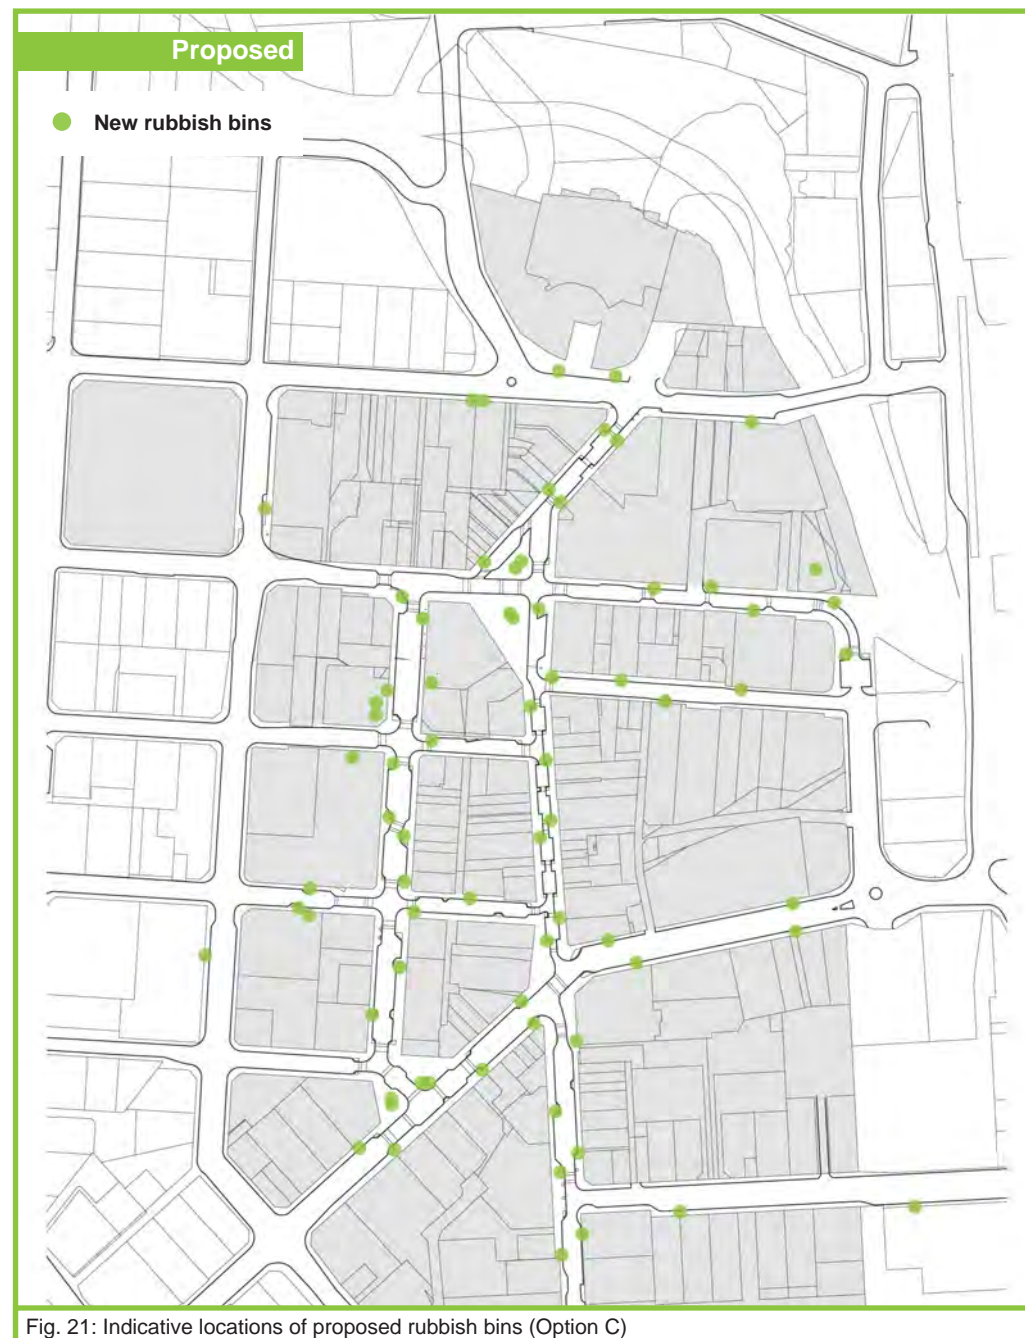 Proposed
New rubbish bins
Fig. 21: Indicative locations of proposed rubbish bins (Option C)